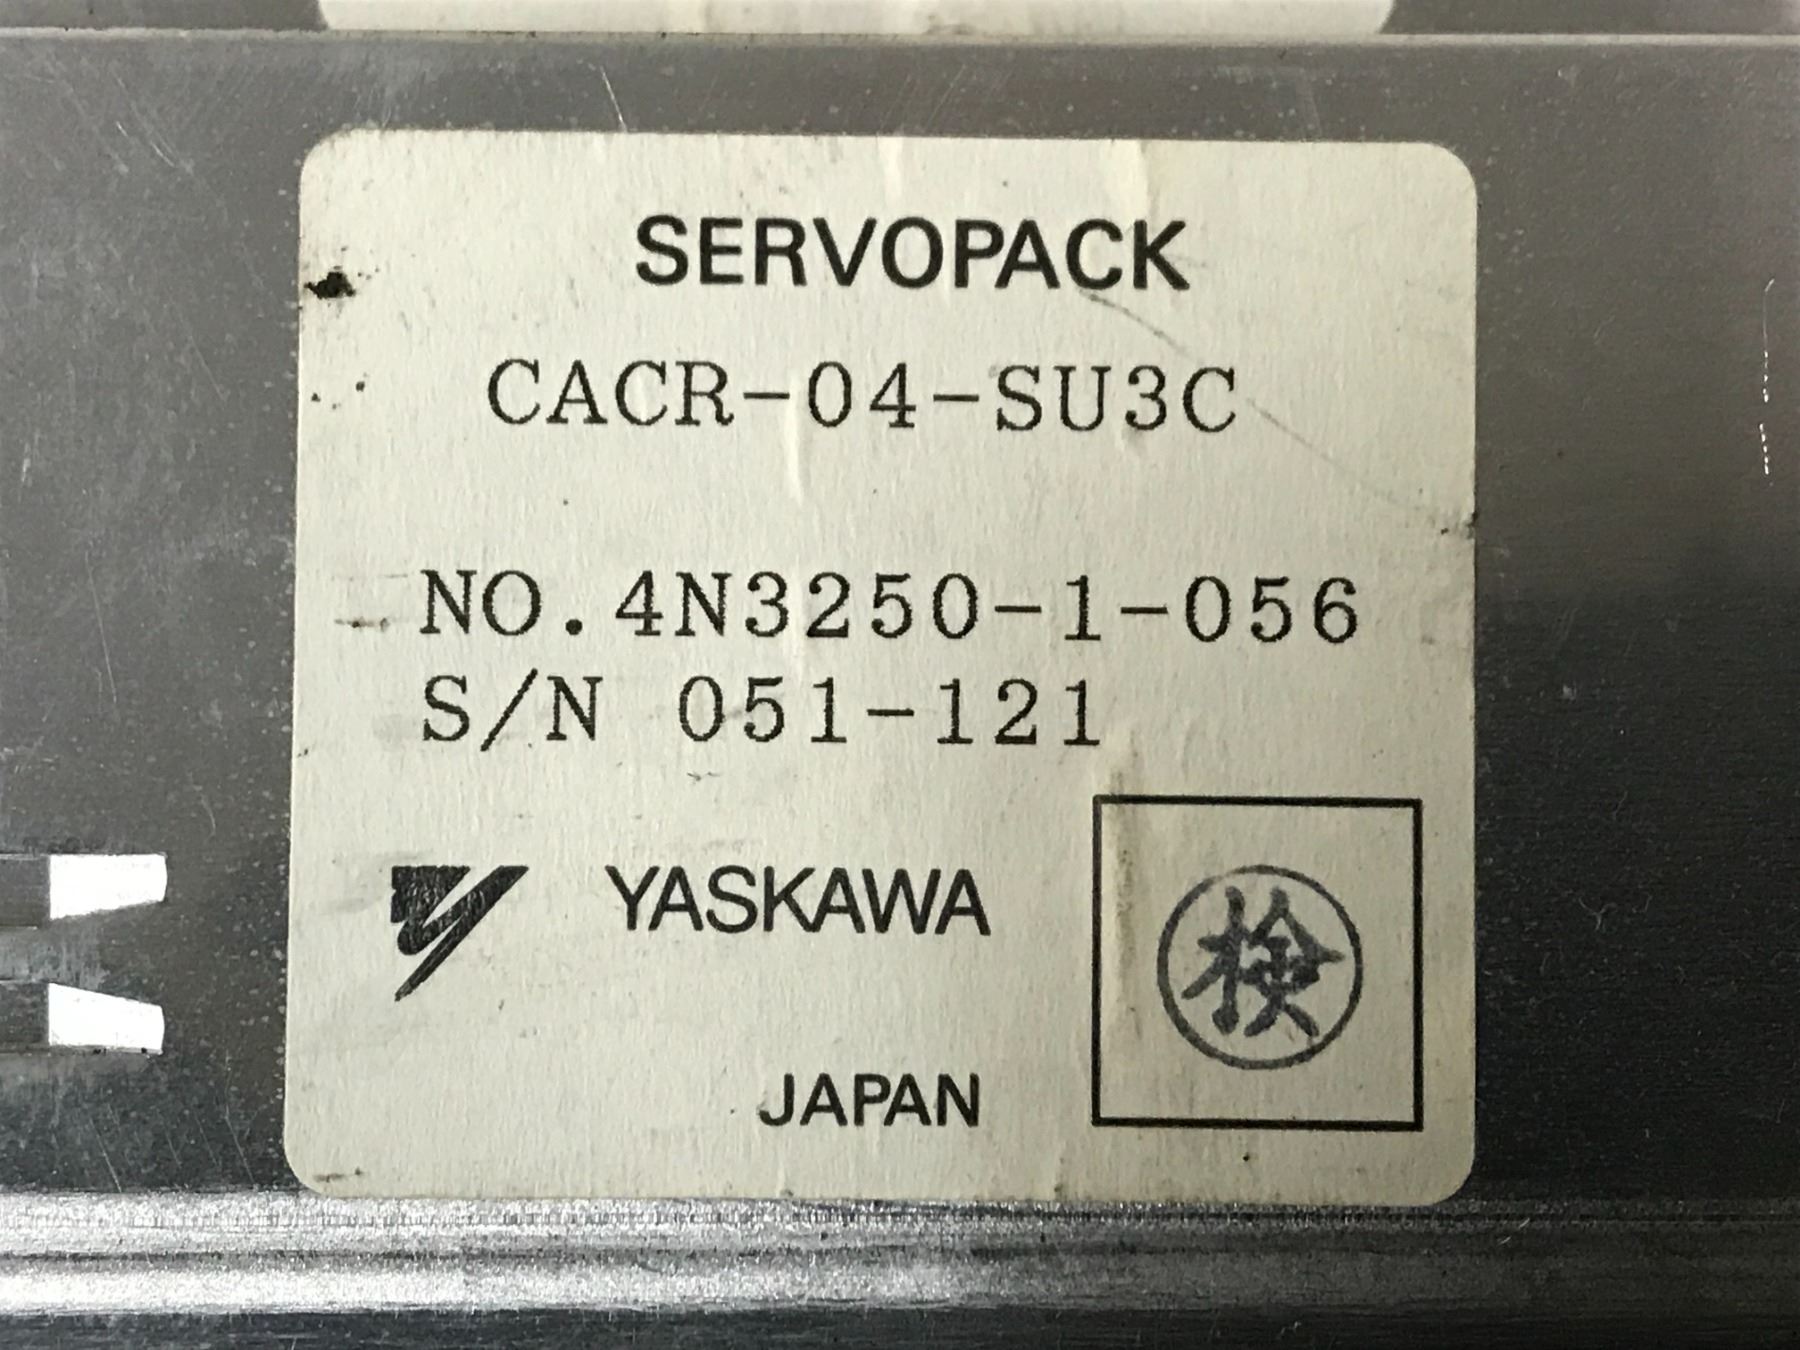 SERVOPACK
CACR-04-SU3C
NO.4N3250-1-056
S/N 051-121
YASKAWA
検
JAPAN